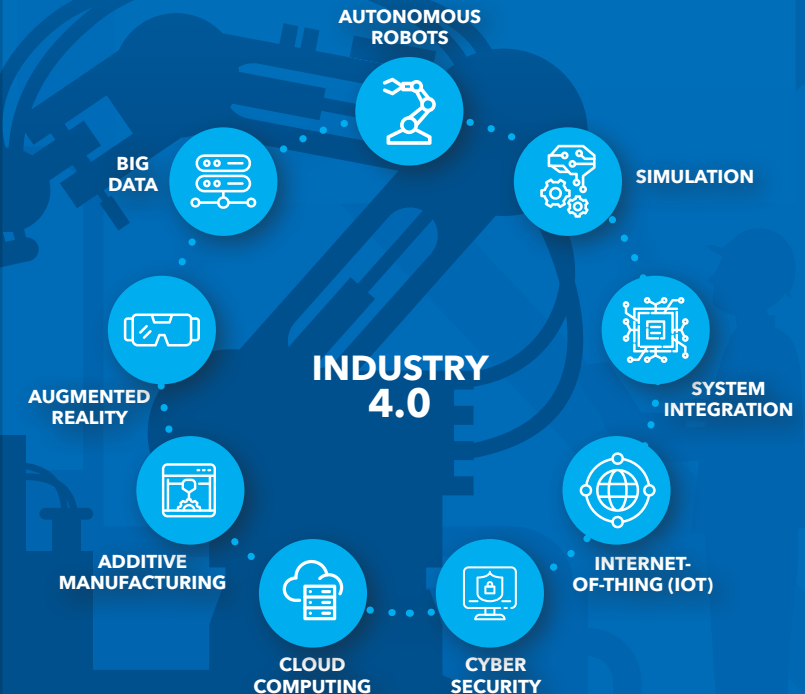 AUTONOMOUS
ROBOTS
BIG
DATA
SIMULATION
INDUSTRY
4.0
AUGMENTED
REALITY
SYSTEM
INTEGRATION
ADDITIVE
MANUFACTURING
INTERNET-
OF-THING (IOT)
CLOUD
COMPUTING
CYBER
SECURITY